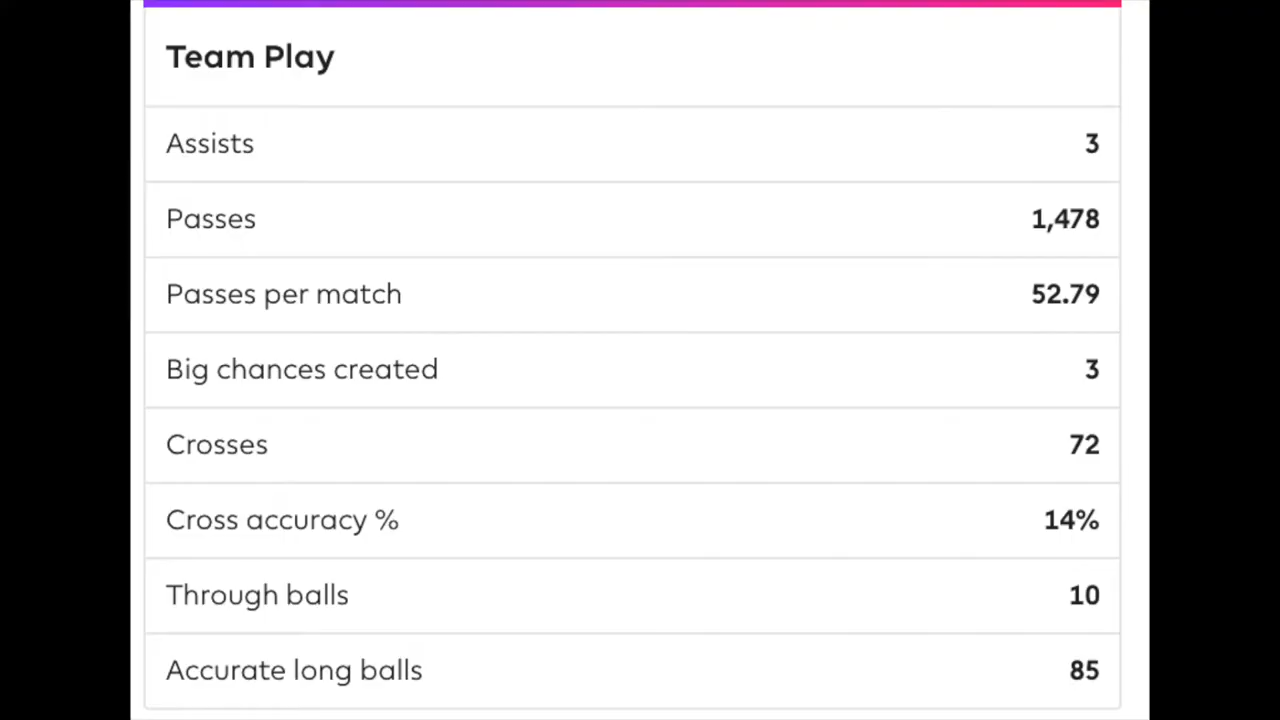 Team Play
Assists 3
Passes 1,478
Passes per match 52.79
Big chances created 3
Crosses 72
Cross accuracy % 14%
Through balls 10
Accurate long balls 85